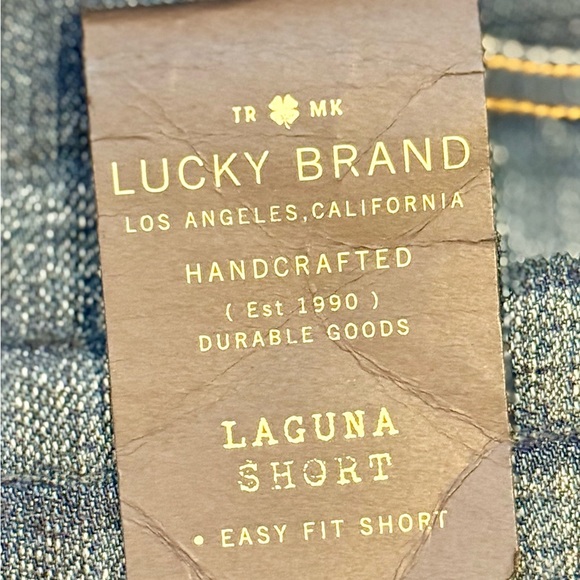 TR MK
LUCKY BRAND
LOS ANGELES, CALIFORNIA
HANDCRAFTED
( Est 1990 )
DURABLE GOODS
LAGUNA
SHORT
• EASY FIT SHORT